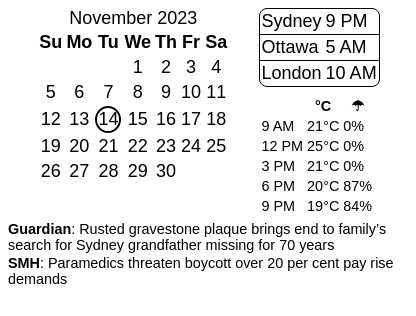 November 2023
Su Mo Tu We Th Fr Sa
1 2 3 4
5 6 7 8 9 10 11
12 13 14 15 16 17 18
19 20 21 22 23 24 25
26 27 28 29 30
Sydney 9 PM
Ottawa 5 AM
London 10 AM
°C ☂
9 AM 21°C 0%
12 PM 25°C 0%
3 PM 21°C 0%
6 PM 20°C 87%
9 PM 19°C 84%
Guardian: Rusted gravestone plaque brings end to family's
search for Sydney grandfather missing for 70 years
SMH: Paramedics threaten boycott over 20 per cent pay rise
demands